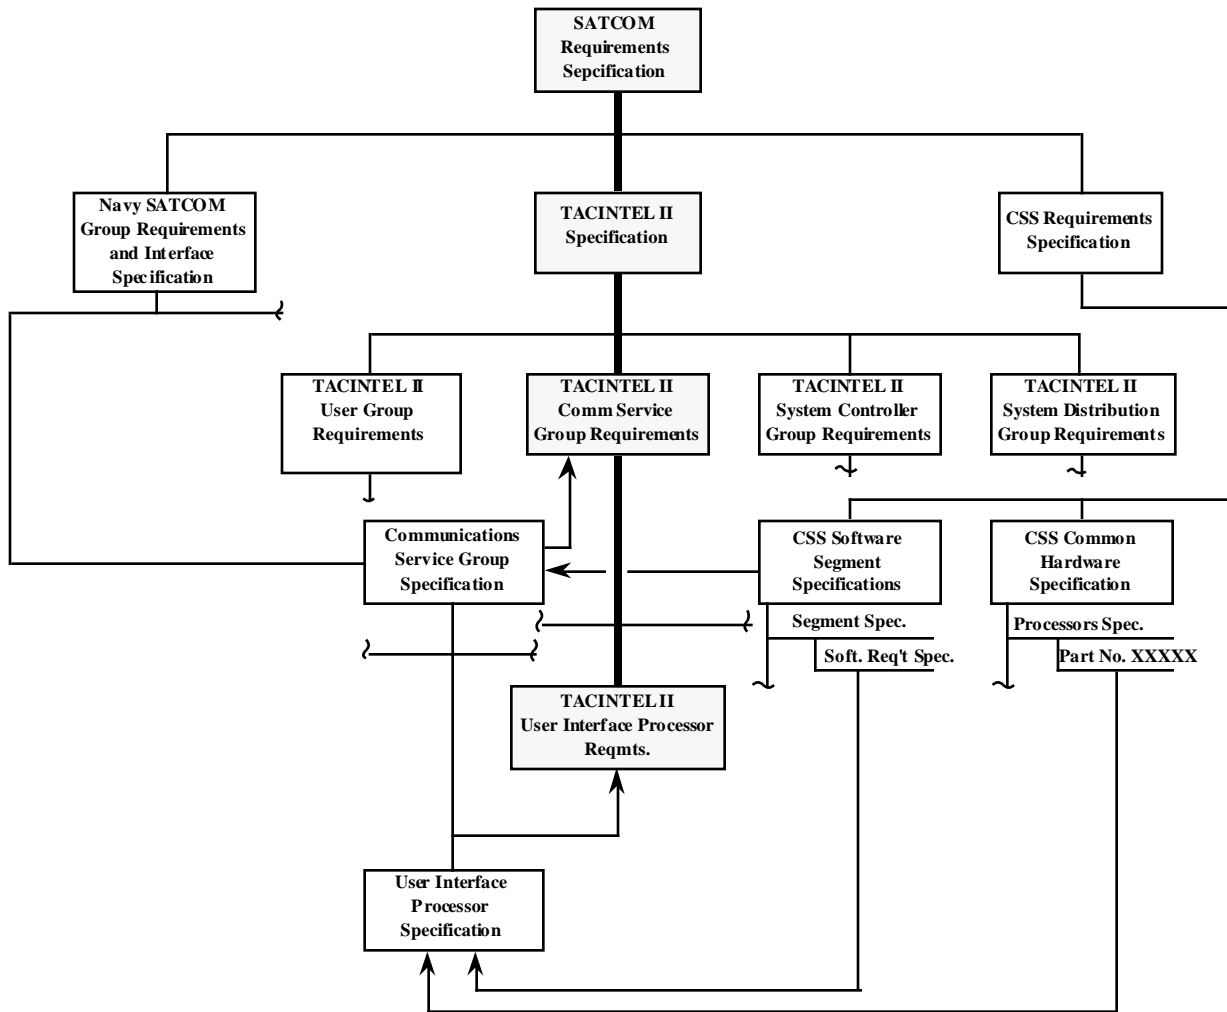 SATCOM
Requirements
Sepcification
Navy SATCOM
Group Requirements
and Interface
Specification
TACINTEL II
Specification
CSS Requirements
Specification
TACINTEL II
User Group
Requirements
TACINTEL II
Comm Service
Group Requirements
TACINTEL II
System Controller
Group Requirements
TACINTEL II
System Distribution
Group Requirements
Communications
Service Group
Specification
CSS Software
Segment
Specifications
CSS Common
Hardware
Specification
Segment Spec.
Soft. Req't Spec.
Processors Spec.
Part No. XXXXX
TACINTEL II
User Interface Processor
Reqmts.
User Interface
Processor
Specification